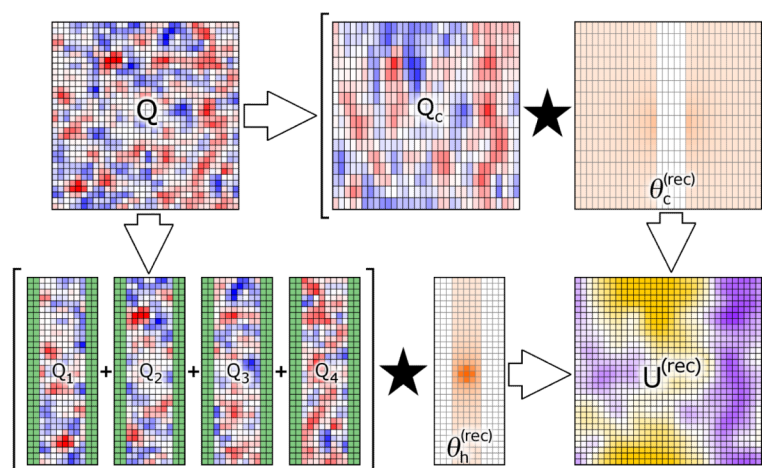 Q
Q_c
θ_c^(rec)
Q_1 + Q_2 + Q_3 + Q_4
θ_h^(rec)
U^(rec)